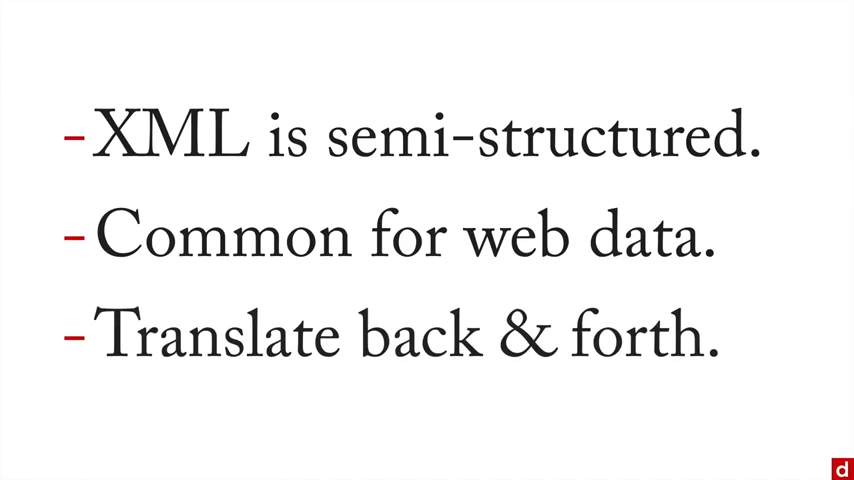 -XML is semi-structured.
-Common for web data.
-Translate back & forth.
d